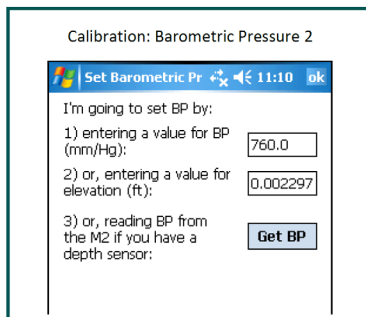 Calibration: Barometric Pressure 2
Set Barometric Pr 11:10 ok
I'm going to set BP by:
1) entering a value for BP
(mm/Hg):
760.0
2) or, entering a value for
elevation (ft):
0.002297
3) or, reading BP from
the M2 if you have a
depth sensor:
Get BP